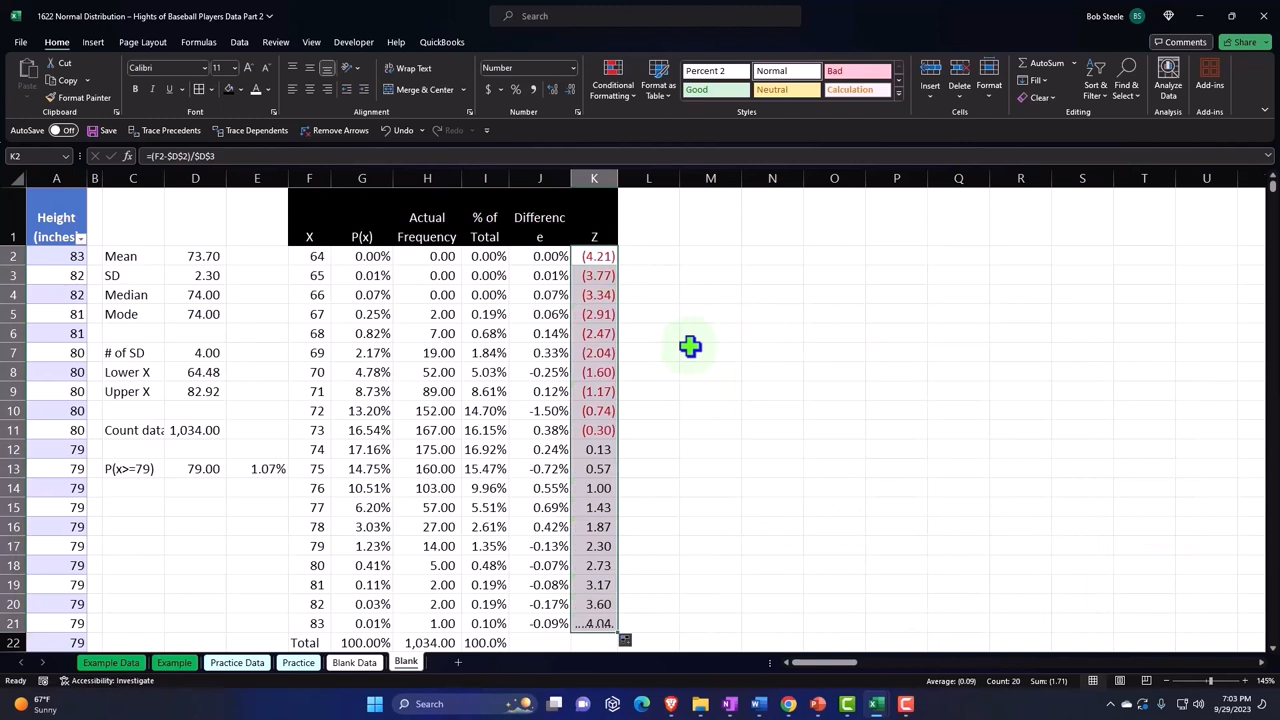 1622 Normal Distribution – Hights of Baseball Players Data Part 2
Search
Bob Steele BS
File Home Insert Page Layout Formulas Data Review View Developer Help QuickBooks Comments Share
Cut
Copy
Format Painter
Paste
Clipboard
Calibri 11
Font
Wrap Text
Merge & Center
Alignment
Number
Number
Conditional Formatting
Format as Table
Percent 2 Normal Bad
Good Neutral Calculation
Styles
Insert Delete Format
Cells
AutoSum
Fill
Clear
Sort & Filter
Find & Select
Editing
Analyze Data
Analysis
Add-ins
Add-ins
AutoSave Off Save Trace Precedents Trace Dependents Remove Arrows Undo Redo
K2 =(F2-$D$2)/$D$3
A B C D E F G H I J K L M N O P Q R S T U
1 Height (inches) X P(x) Actual Frequency % of Total Difference Z
2 83 Mean 73.70 64 0.00% 0.00 0.00% 0.00% (4.21)
3 82 SD 2.30 65 0.01% 0.00 0.00% 0.01% (3.77)
4 82 Median 74.00 66 0.07% 0.00 0.00% 0.07% (3.34)
5 81 Mode 74.00 67 0.25% 2.00 0.19% 0.06% (2.91)
6 81 68 0.82% 7.00 0.68% 0.14% (2.47)
7 80 # of SD 4.00 69 2.17% 19.00 1.84% 0.33% (2.04)
8 80 Lower X 64.48 70 4.78% 52.00 5.03% -0.25% (1.60)
9 80 Upper X 82.92 71 8.73% 89.00 8.61% 0.12% (1.17)
10 80 72 13.20% 152.00 14.70% -1.50% (0.74)
11 80 Count data 1,034.00 73 16.54% 167.00 16.15% 0.38% (0.30)
12 79 74 17.16% 175.00 16.92% 0.24% 0.13
13 79 P(x>=79) 79.00 1.07% 75 14.75% 160.00 15.47% -0.72% 0.57
14 79 76 10.51% 103.00 9.96% 0.55% 1.00
15 79 77 6.20% 57.00 5.51% 0.69% 1.43
16 79 78 3.03% 27.00 2.61% 0.42% 1.87
17 79 79 1.23% 14.00 1.35% -0.13% 2.30
18 79 80 0.41% 5.00 0.48% -0.07% 2.73
19 79 81 0.11% 2.00 0.19% -0.08% 3.17
20 79 82 0.03% 2.00 0.19% -0.17% 3.60
21 79 83 0.01% 1.00 0.10% -0.09% 4.04
22 79 Total 100.00% 1,034.00 100.0%
Example Data Example Practice Data Practice Blank Data Blank
Ready Accessibility: Investigate Average: (0.09) Count: 20 Sum: (1.71) 145%
67°F
Sunny
Search
7:03 PM
9/29/2023